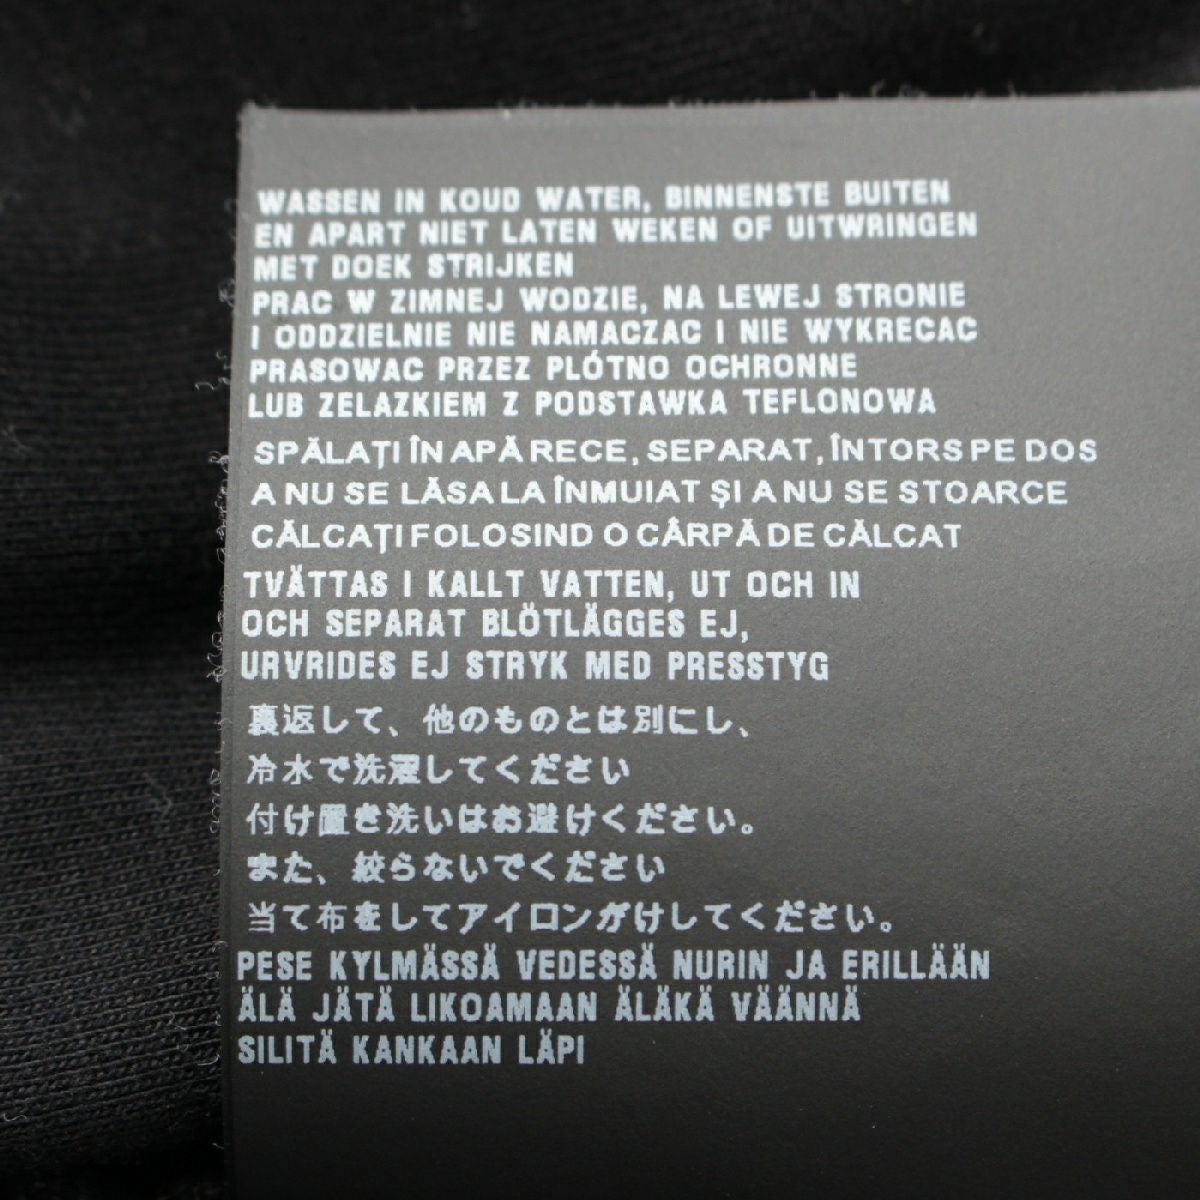 WASSEN IN KOUD WATER, BINNENSTE BUITEN
EN APART NIET LATEN WEKEN OF UITWRINGEN
MET DOEK STRIJKEN
PRAC W ZIMNEJ WODZIE, NA LEWEJ STRONIE
I ODDZIELNIE NIE NAMACZAC I NIE WYKRECAC
PRASOWAC PRZEZ PLÓTNO OCHRONNE
LUB ZELAZKIEM Z PODSTAWKA TEFLONOWA
SPĂLAȚI ÎN APĂ RECE, SEPARAT, ÎNTORS PE DOS
A NU SE LĂSA LA ÎNMUIAT ȘI A NU SE STOARCE
CĂLCAȚI FOLOSIND O CÂRPĂ DE CĂLCAT
TVÄTTAS I KALLT VATTEN, UT OCH IN
OCH SEPARAT BLÖTLÄGGES EJ,
URVRIDES EJ STRYK MED PRESSTYG
裏返して、他のものとは別にし、
冷水で洗濯してください
付け置き洗いはお避けください。
また、絞らないでください
当て布をしてアイロンがけしてください。
PESE KYLMÄSSÄ VEDESSÄ NURIN JA ERILLÄÄN
ÄLÄ JÄTÄ LIKOAMAAN ÄLÄKÄ VÄÄNNÄ
SILITÄ KANKAAN LÄPI